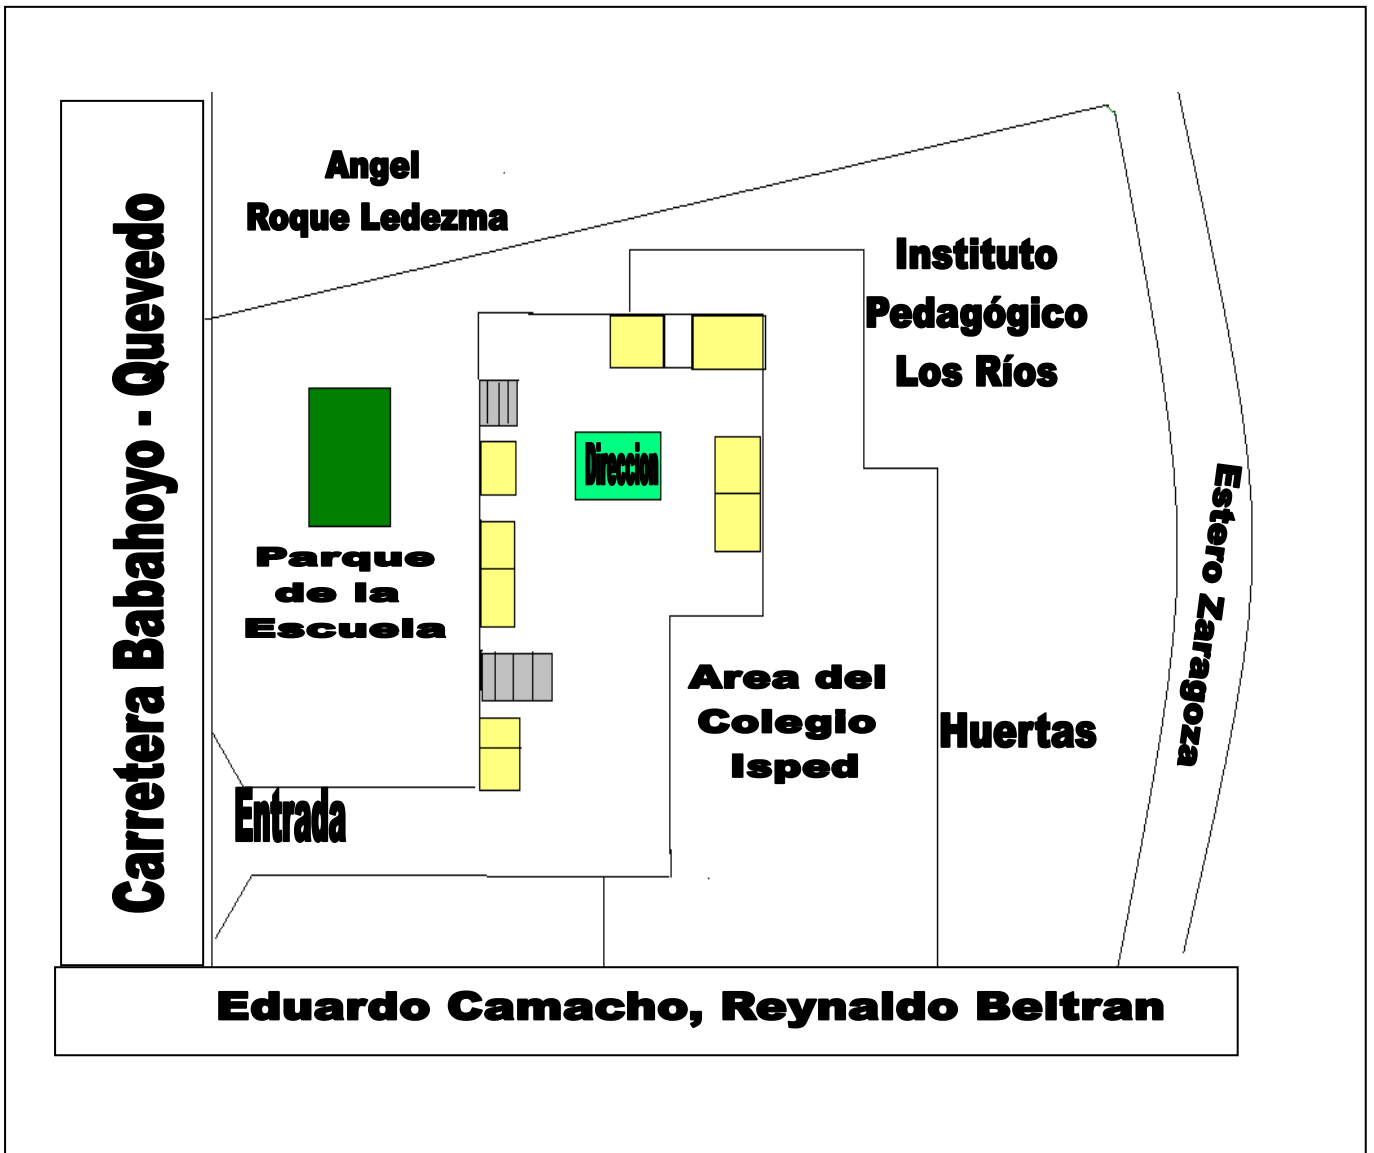 Carretera Babahoyo - Quevedo
Angel
Roque Ledezma
Instituto
Pedagógico
Los Ríos
Direccion
Parque
de la
Escuela
Estero Zaragoza
Area del
Colegio
Isped
Huertas
Entrada
Eduardo Camacho, Reynaldo Beltran